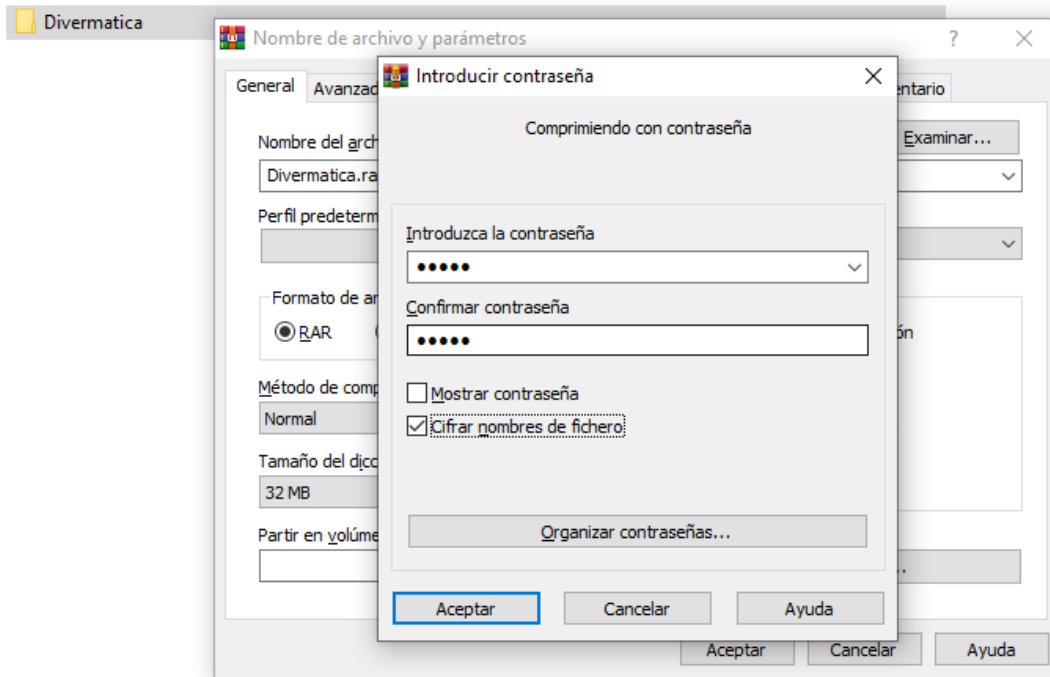 Divermatica
Nombre de archivo y parámetros
?
Introducir contraseña
General
Avanzad
entario
Comprimiendo con contraseña
Nombre del arch
Examinar...
Divermatica.ra
Perfil predeterm
Introduzca la contraseña
•••••
Formato de ar
Confirmar contraseña
RAR
ón
•••••
Método de comp
Mostrar contraseña
Normal
Cifrar nombres de fichero
Tamaño del dicc
32 MB
Partir en volúme
Organizar contraseñas...
Aceptar
Cancelar
Ayuda
Aceptar
Cancelar
Ayuda